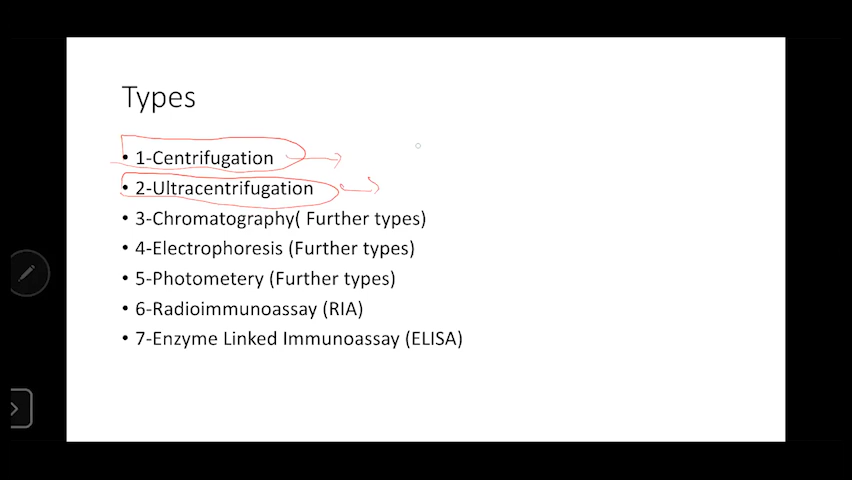 Types
• 1-Centrifugation
• 2-Ultracentrifugation
• 3-Chromatography( Further types)
• 4-Electrophoresis (Further types)
• 5-Photometery (Further types)
• 6-Radioimmunoassay (RIA)
• 7-Enzyme Linked Immunoassay (ELISA)